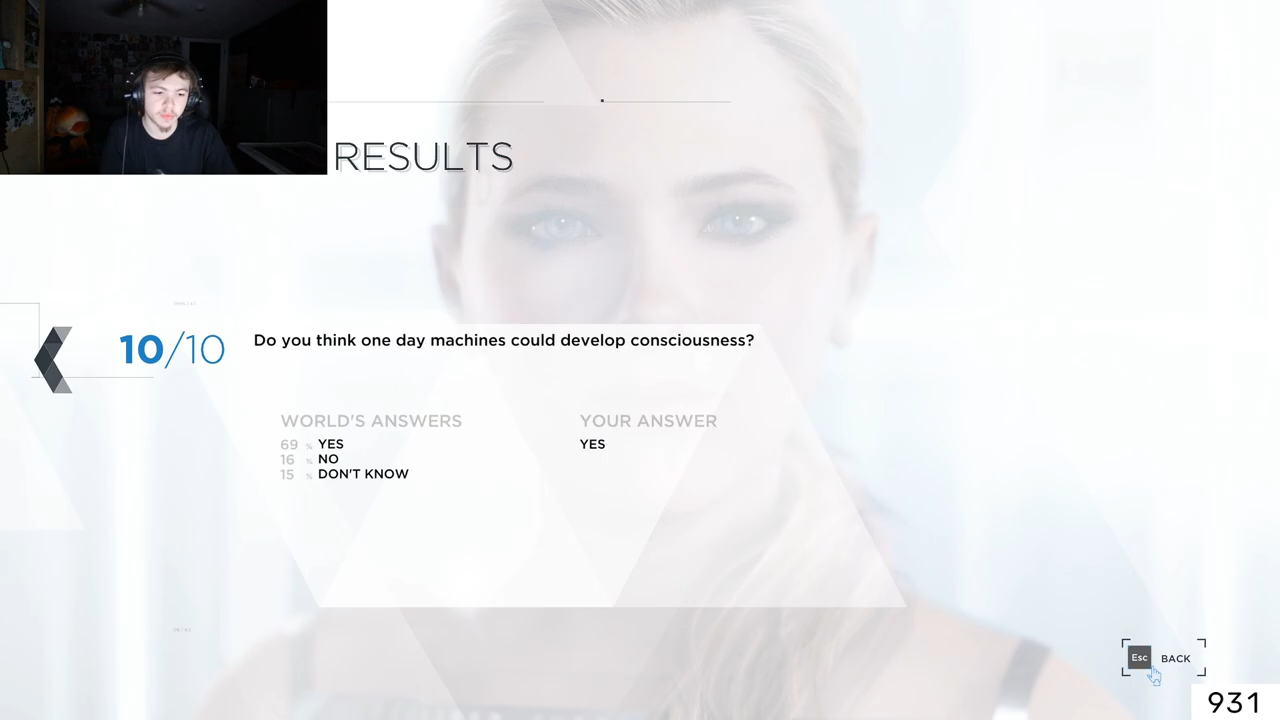 RESULTS
10/10
Do you think one day machines could develop consciousness?
WORLD'S ANSWERS
YOUR ANSWER
69 % YES
YES
16 % NO
15 % DON'T KNOW
Esc BACK
931